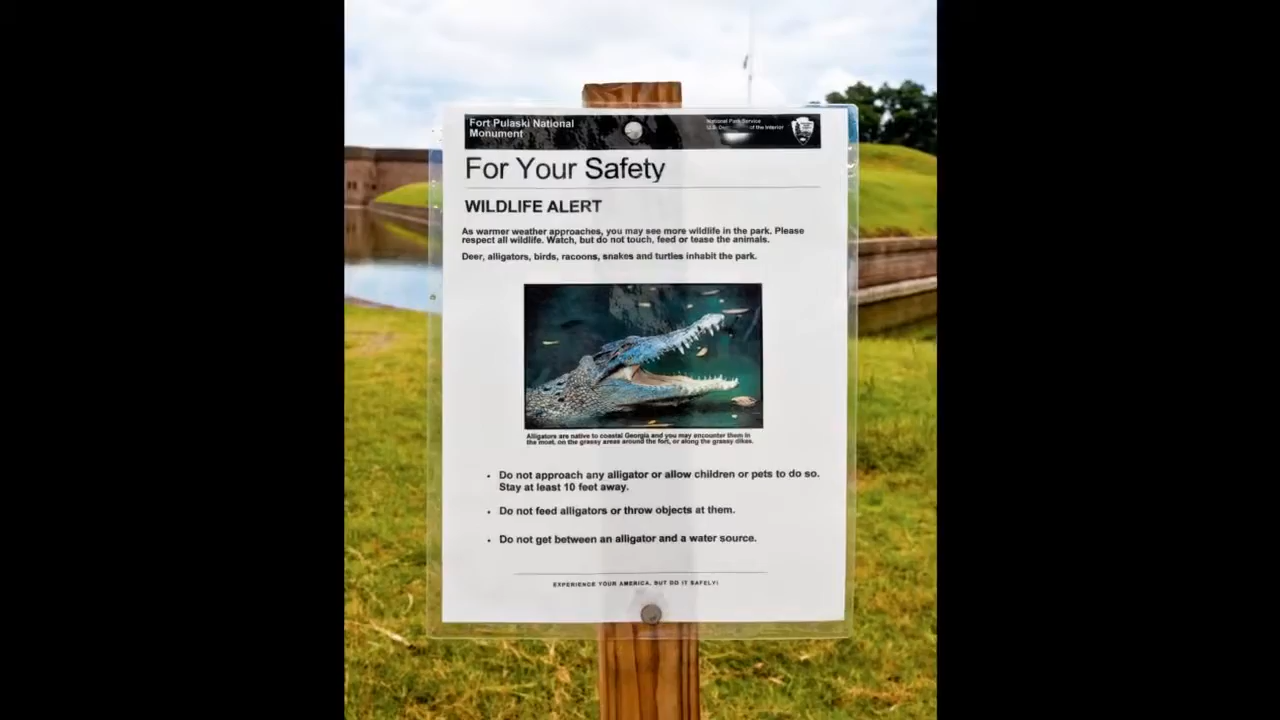 Fort Pulaski National
Monument
National Park Service
of the Interior
For Your Safety
WILDLIFE ALERT
As warmer weather approaches, you may see more wildlife in the park. Please
respect all wildlife. Watch, but do not touch, feed or tease the animals.
Deer, alligators, birds, racoons, snakes and turtles inhabit the park.
Alligators are native to coastal Georgia and you may encounter them in
the moat, on the grassy areas around the fort, or along the grassy dikes.
• Do not approach any alligator or allow children or pets to do so.
Stay at least 10 feet away.
• Do not feed alligators or throw objects at them.
• Do not get between an alligator and a water source.
EXPERIENCE YOUR AMERICA, BUT DO IT SAFELY!